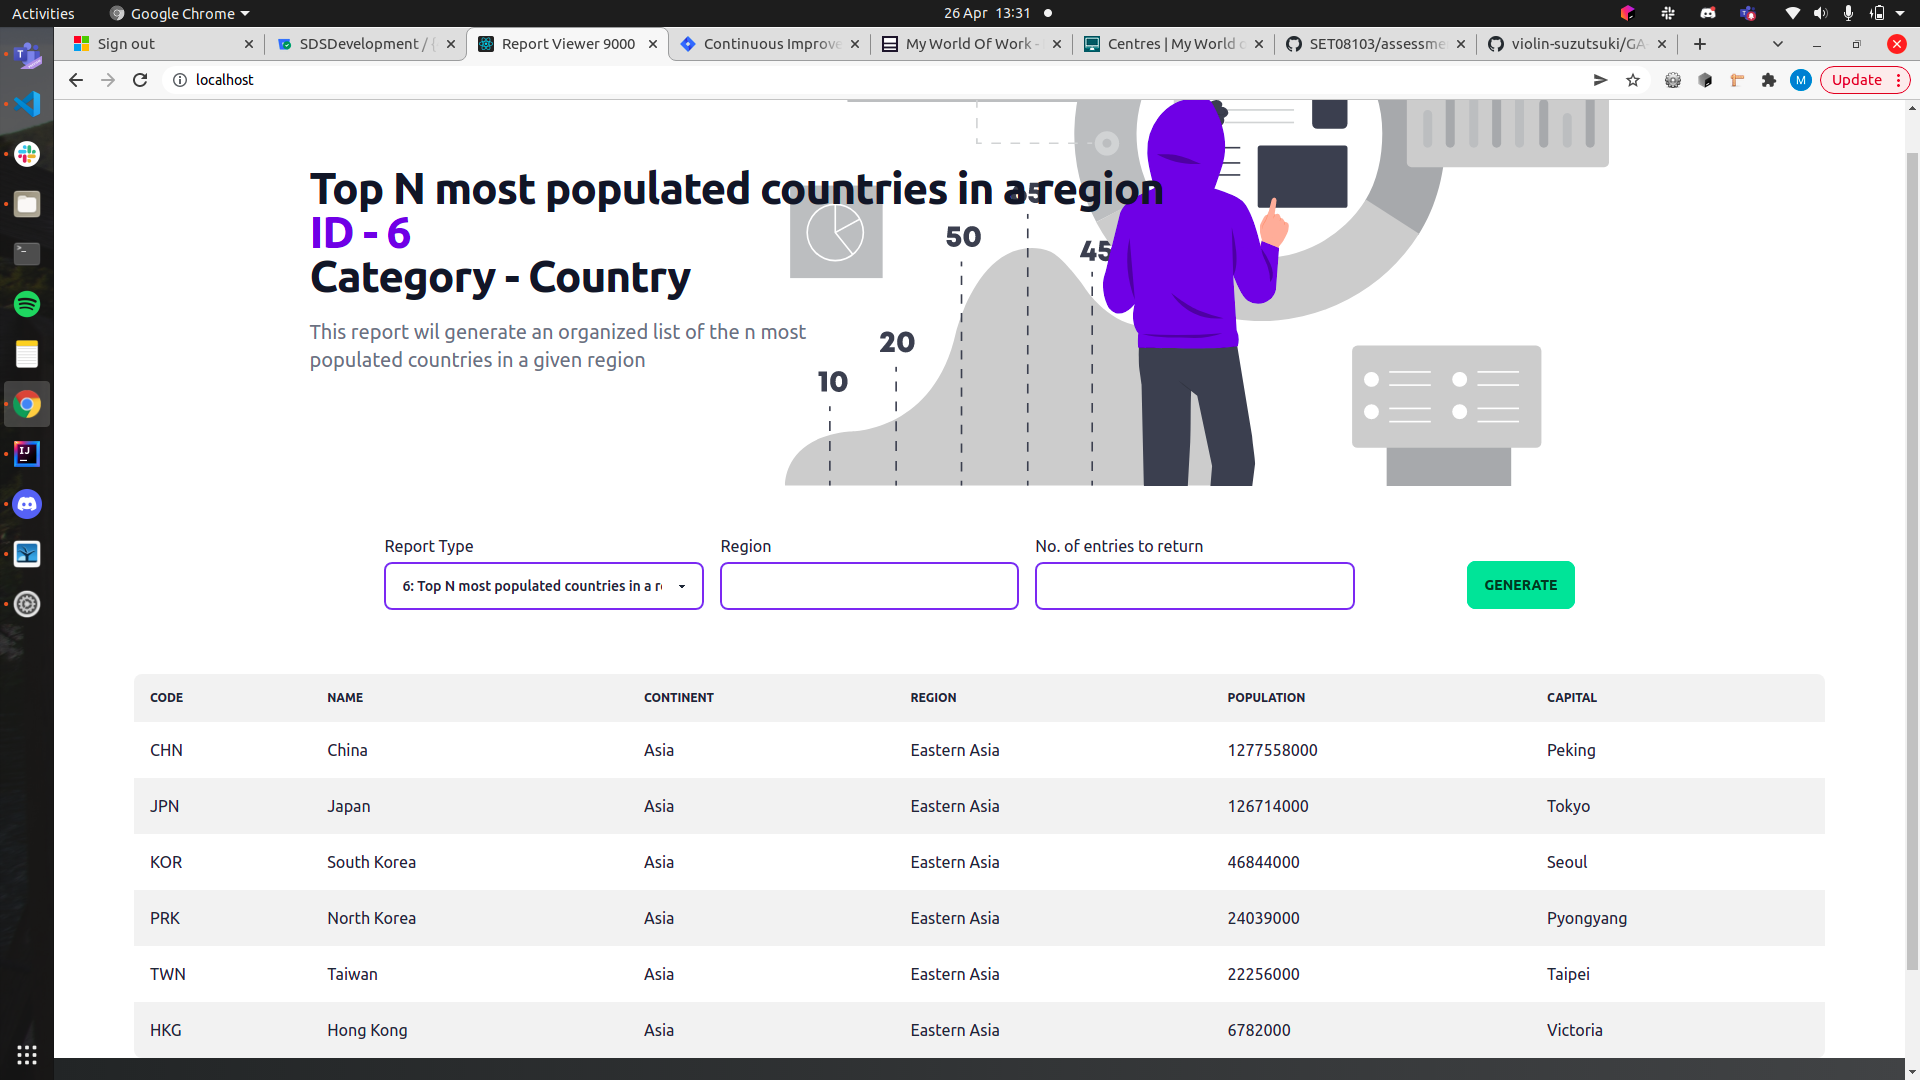 Activities Google Chrome 26 Apr 13:31
Sign out SDSDevelopment / Report Viewer 9000 Continuous Improve My World Of Work - Centres | My World o SET08103/assessme violin-suzutsuki/GA
localhost M Update
Top N most populated countries in a region
ID - 6
Category - Country
This report wil generate an organized list of the n most
populated countries in a given region
50
45
20
10
Report Type Region No. of entries to return
6: Top N most populated countries in a re GENERATE
CODE NAME CONTINENT REGION POPULATION CAPITAL
CHN China Asia Eastern Asia 1277558000 Peking
JPN Japan Asia Eastern Asia 126714000 Tokyo
KOR South Korea Asia Eastern Asia 46844000 Seoul
PRK North Korea Asia Eastern Asia 24039000 Pyongyang
TWN Taiwan Asia Eastern Asia 22256000 Taipei
HKG Hong Kong Asia Eastern Asia 6782000 Victoria